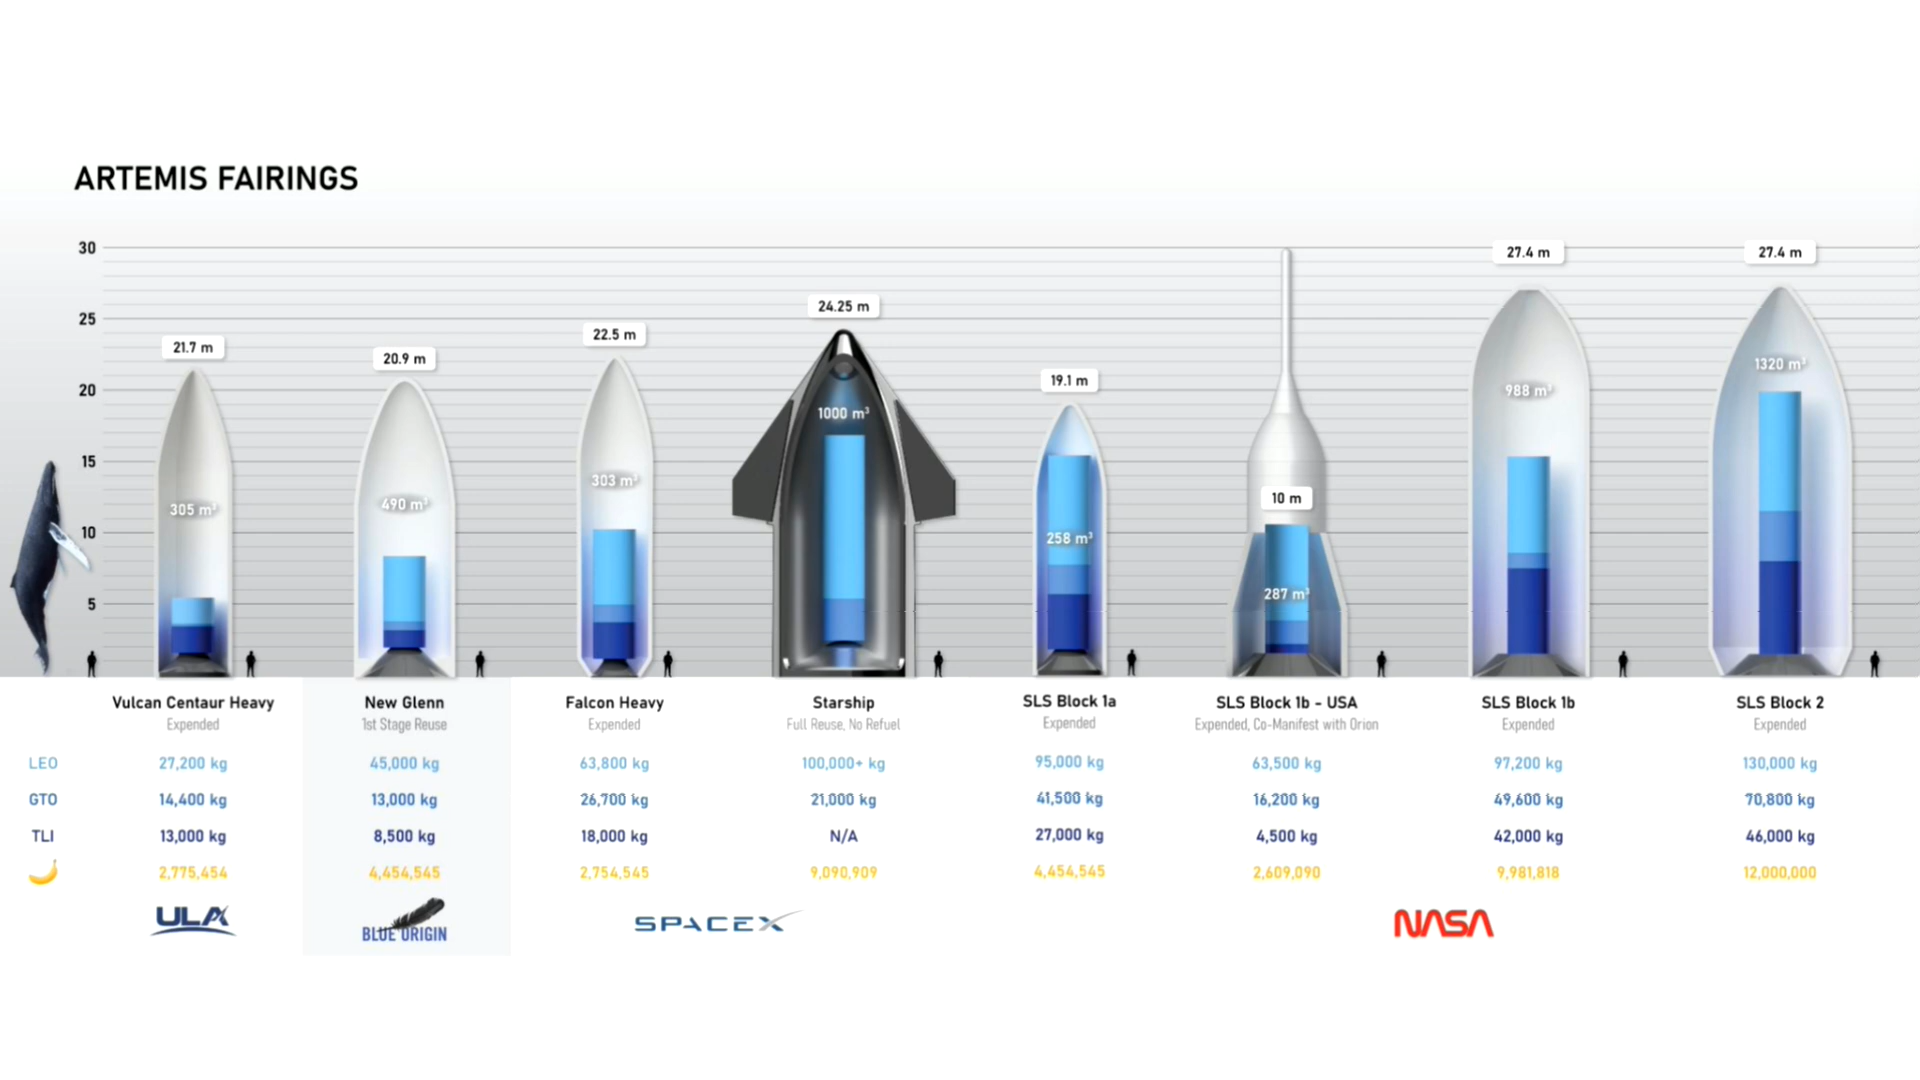 ARTEMIS FAIRINGS
30
25
20
15
10
5
21.7 m
20.9 m
22.5 m
24.25 m
19.1 m
10 m
27.4 m
27.4 m
305 m³
490 m³
303 m³
1000 m³
258 m³
287 m³
988 m³
1320 m³
Vulcan Centaur Heavy
Expended
New Glenn
1st Stage Reuse
Falcon Heavy
Expended
Starship
Full Reuse, No Refuel
SLS Block 1a
Expended
SLS Block 1b - USA
Expended, Co-Manifest with Orion
SLS Block 1b
Expended
SLS Block 2
Expended
LEO 27,200 kg 45,000 kg 63,800 kg 100,000+ kg 95,000 kg 63,500 kg 97,200 kg 130,000 kg
GTO 14,400 kg 13,000 kg 26,700 kg 21,000 kg 41,500 kg 16,200 kg 49,600 kg 70,800 kg
TLI 13,000 kg 8,500 kg 18,000 kg N/A 27,000 kg 4,500 kg 42,000 kg 46,000 kg
2,775,454 4,454,545 2,754,545 9,090,909 4,454,545 2,609,090 9,981,818 12,000,000
ULA
BLUE ORIGIN
SPACEX
NASA